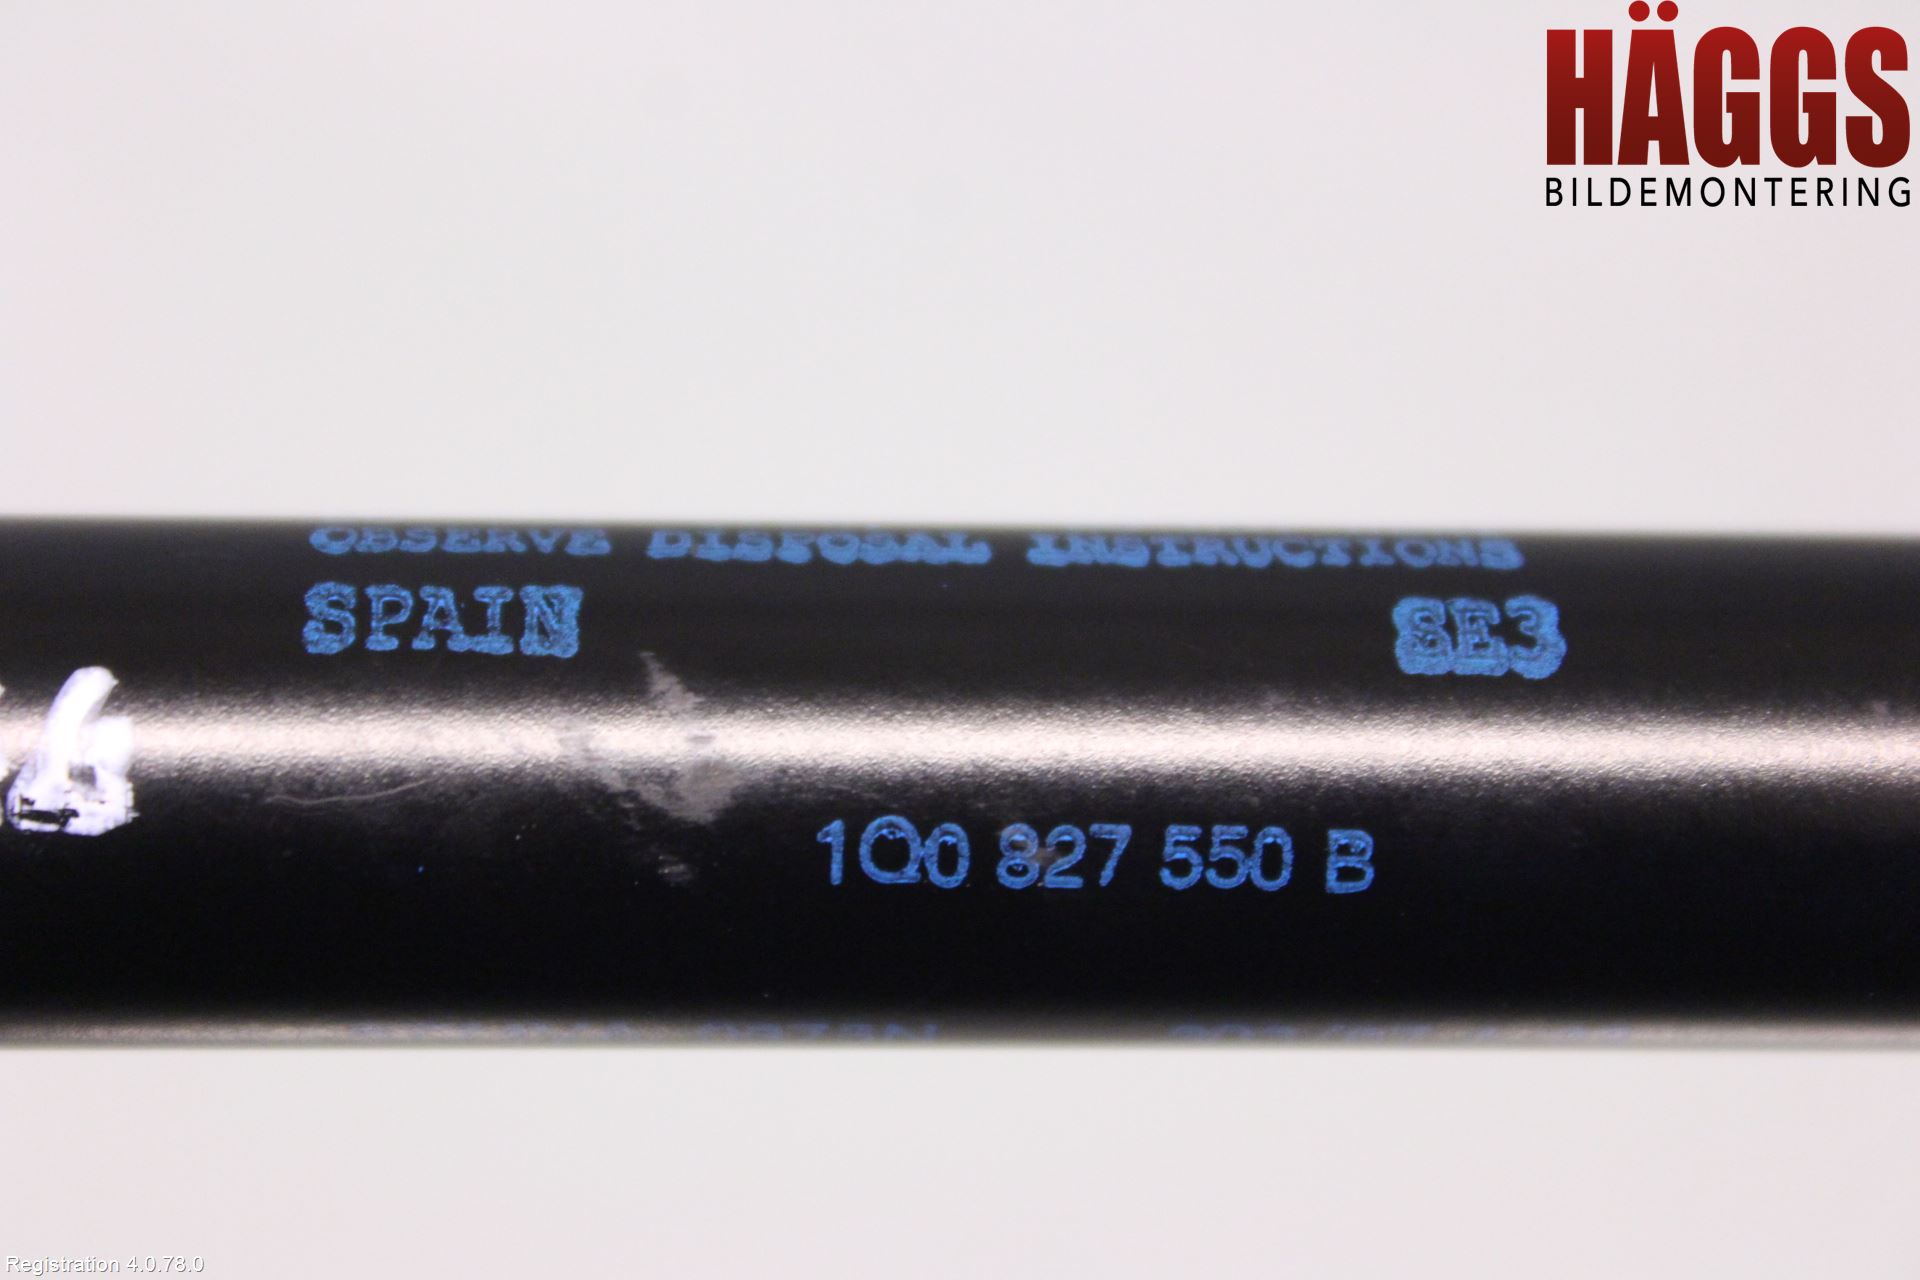 HÄGGS
BILDEMONTERING
OBSERVE DISPOSAL INSTRUCTIONS
SPAIN SE3
1Q0 827 550 B
Registration 4.0.78.0